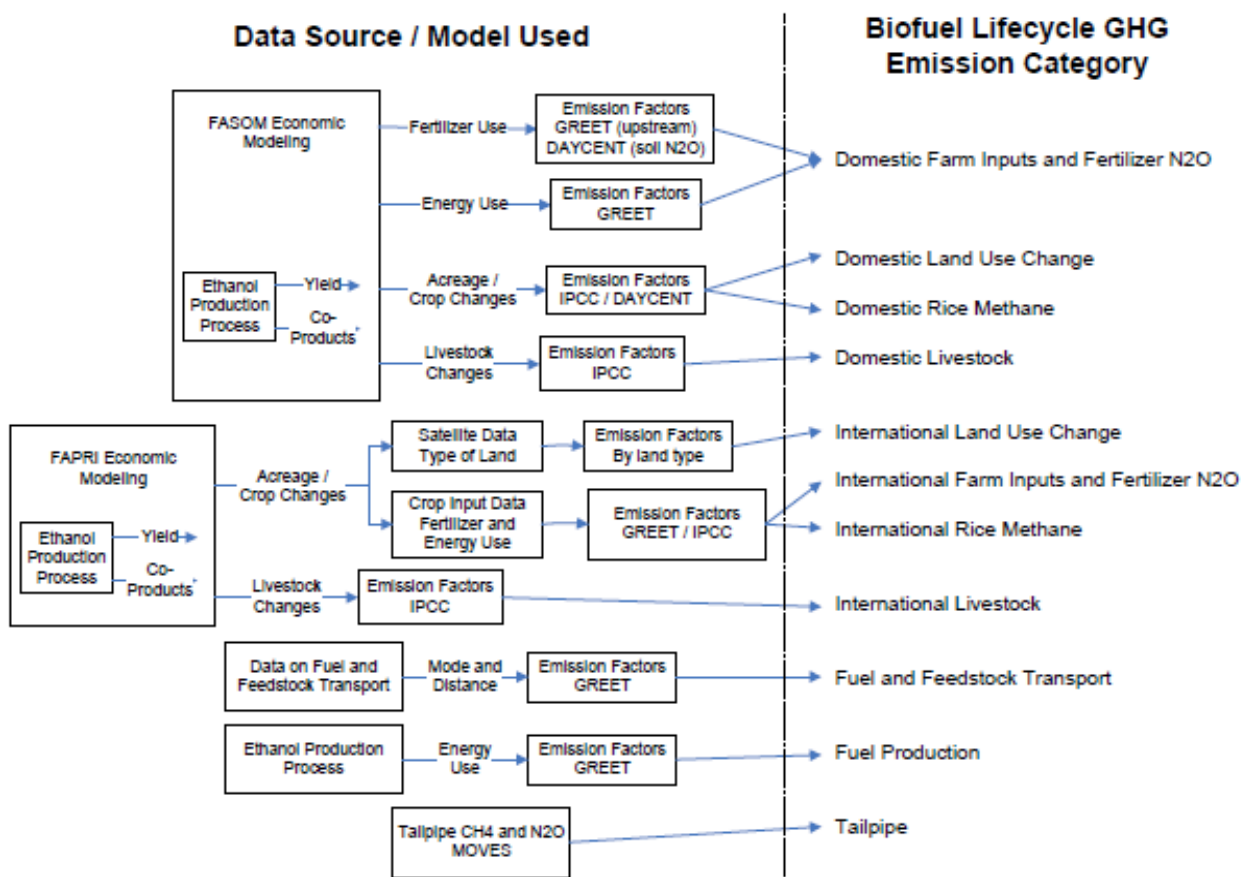 Data Source / Model Used
Biofuel Lifecycle GHG
Emission Category
FASOM Economic
Modeling
Fertilizer Use
Emission Factors
GREET (upstream)
DAYCENT (soil N2O)
Domestic Farm Inputs and Fertilizer N2O
Energy Use
Emission Factors
GREET
Ethanol
Production
Process
Yield
Co-
Products
Acreage /
Crop Changes
Emission Factors
IPCC / DAYCENT
Domestic Land Use Change
Domestic Rice Methane
Livestock
Changes
Emission Factors
IPCC
Domestic Livestock
FAPRI Economic
Modeling
Acreage /
Crop Changes
Satellite Data
Type of Land
Emission Factors
By land type
International Land Use Change
Crop Input Data
Fertilizer and
Energy Use
Emission Factors
GREET / IPCC
International Farm Inputs and Fertilizer N2O
International Rice Methane
Ethanol
Production
Process
Yield
Co-
Products
Livestock
Changes
Emission Factors
IPCC
International Livestock
Data on Fuel and
Feedstock Transport
Mode and
Distance
Emission Factors
GREET
Fuel and Feedstock Transport
Ethanol Production
Process
Energy
Use
Emission Factors
GREET
Fuel Production
Tailpipe CH4 and N2O
MOVES
Tailpipe